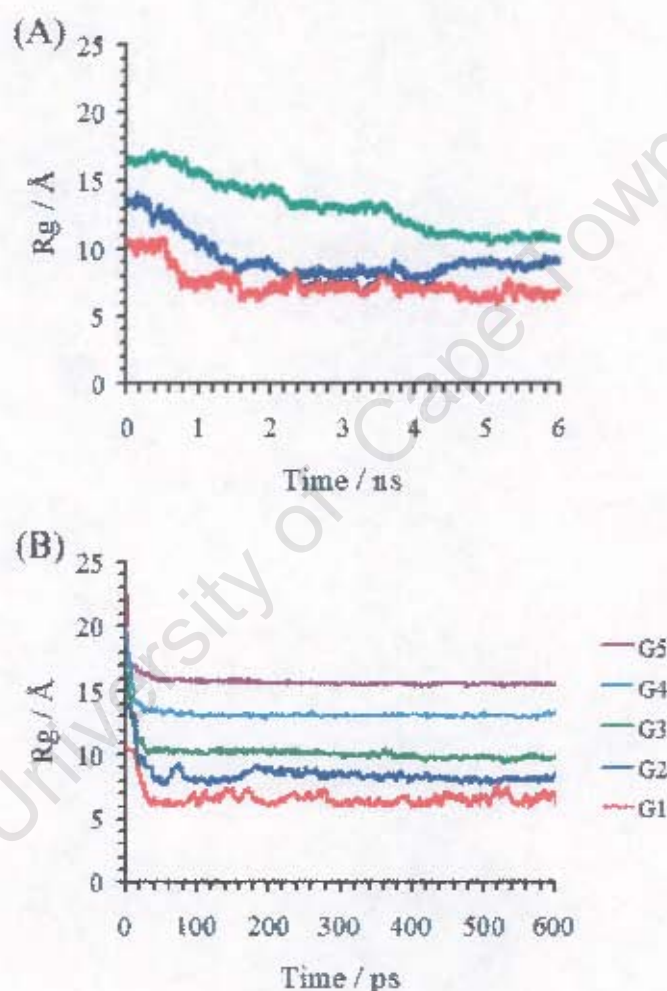 (A)
25
20
15
10
5
0
Rg / Å
0 1 2 3 4 5 6
Time / ns
(B)
25
20
15
10
5
0
Rg / Å
0 100 200 300 400 500 600
Time / ps
G5
G4
G3
G2
G1
University of Cape Town